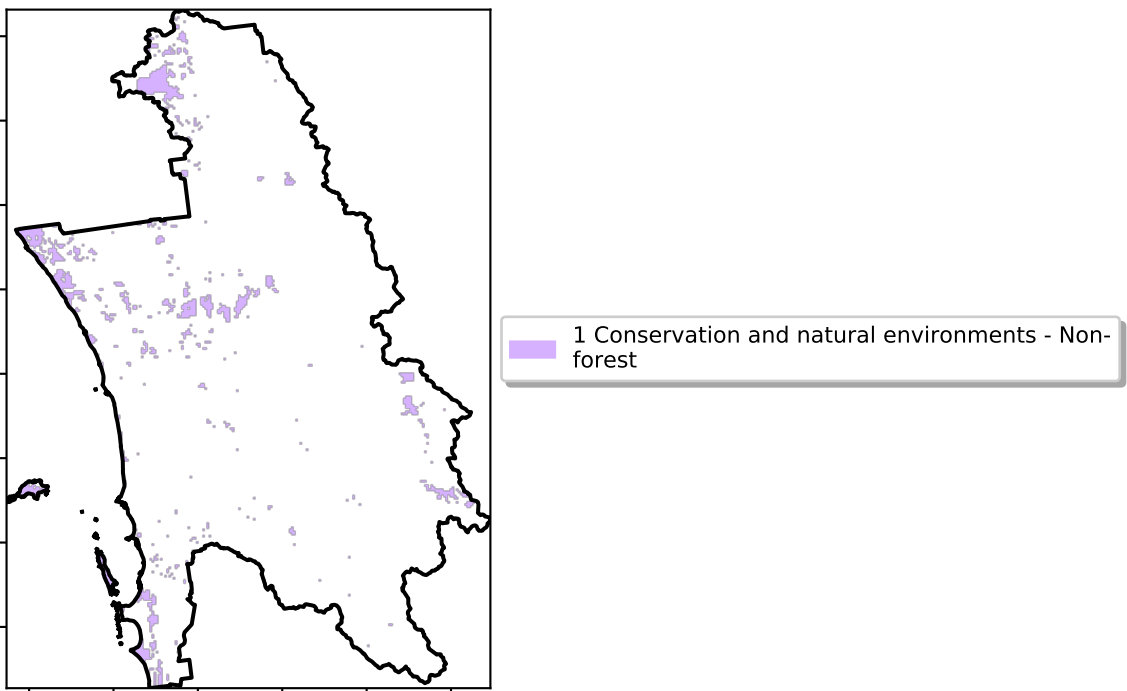 1 Conservation and natural environments - Non-
forest